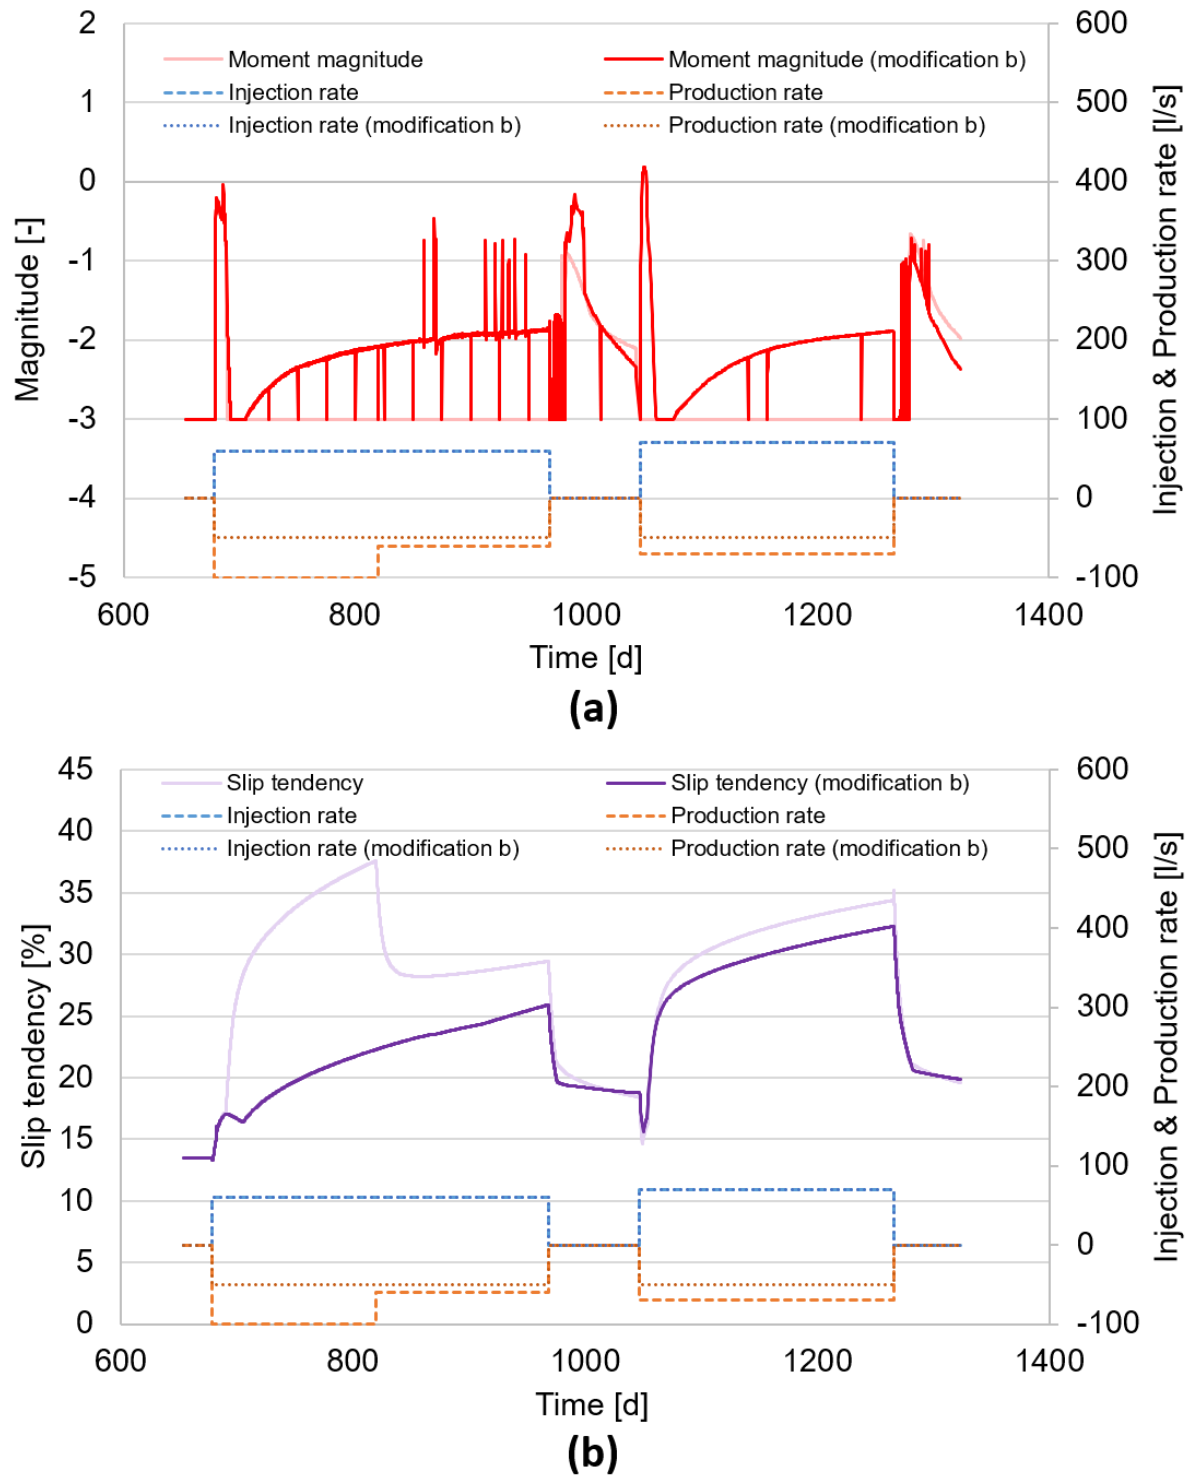 2
1
0
-1
-2
-3
-4
-5
Magnitude [-]
Moment magnitude
Moment magnitude (modification b)
Injection rate
Production rate
Injection rate (modification b)
Production rate (modification b)
600
500
400
300
200
100
0
-100
Injection & Production rate [l/s]
600 800 1000 1200 1400
Time [d]
(a)
45
40
35
30
25
20
15
10
5
0
Slip tendency [%]
Slip tendency
Slip tendency (modification b)
Injection rate
Production rate
Injection rate (modification b)
Production rate (modification b)
600
500
400
300
200
100
0
-100
Injection & Production rate [l/s]
600 800 1000 1200 1400
Time [d]
(b)